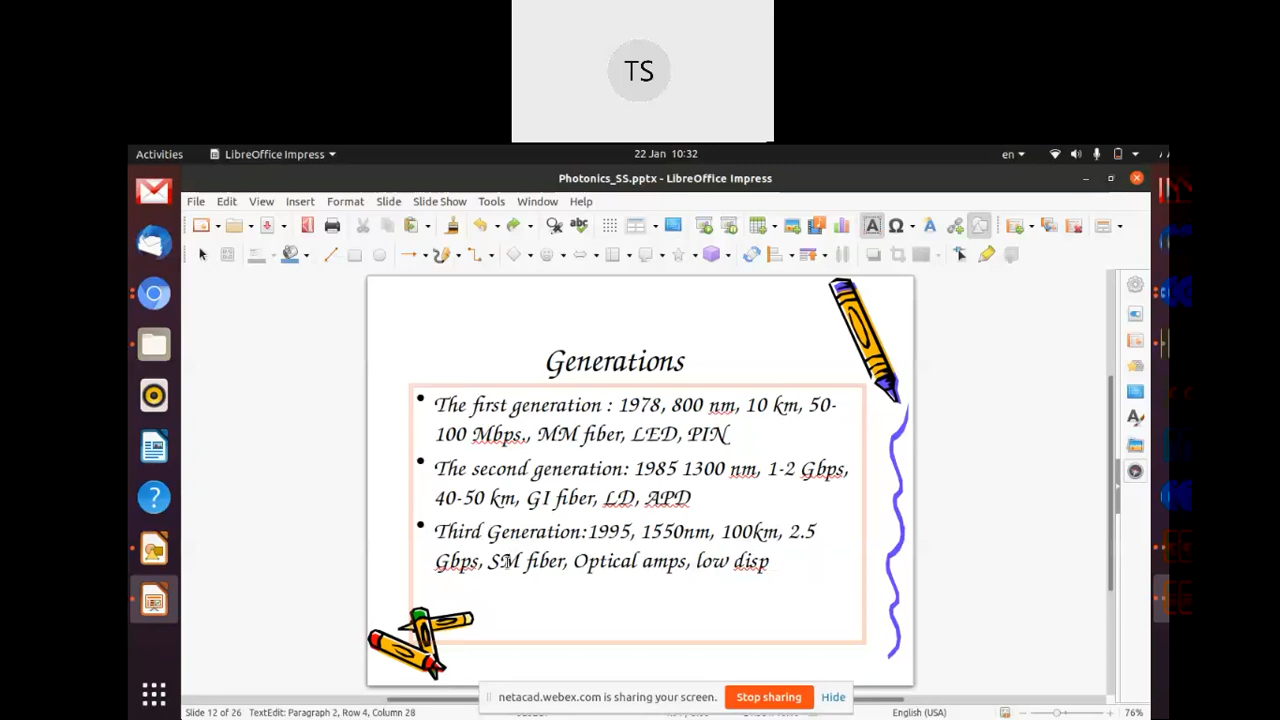 TS
Activities LibreOffice Impress 22 Jan 10:32 en
Photonics_SS.pptx - LibreOffice Impress
File Edit View Insert Format Slide Slide Show Tools Window Help
Generations
• The first generation : 1978, 800 nm, 10 km, 50-
100 Mbps,, MM fiber, LED, PIN
• The second generation: 1985 1300 nm, 1-2 Gbps,
40-50 km, GI fiber, LD, APD
• Third Generation:1995, 1550nm, 100km, 2.5
Gbps, SM fiber, Optical amps, low disp
netacad.webex.com is sharing your screen. Stop sharing Hide
Slide 12 of 26 TextEdit: Paragraph 2, Row 4, Column 28 English (USA) 76%